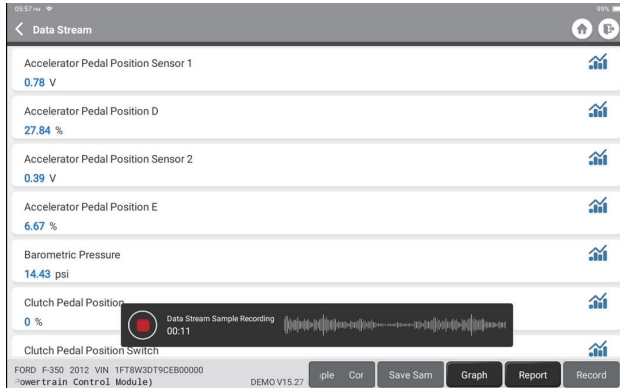 05:57 PM 99%
Data Stream
Accelerator Pedal Position Sensor 1
0.78 V
Accelerator Pedal Position D
27.84 %
Accelerator Pedal Position Sensor 2
0.39 V
Accelerator Pedal Position E
6.67 %
Barometric Pressure
14.43 psi
Clutch Pedal Position
0 %
Data Stream Sample Recording
00:11
Clutch Pedal Position Switch
FORD F-350 2012 VIN 1FT8W3DT9CEB00000
Powertrain Control Module) DEMO V15.27
ple Cor Save Sam Graph Report Record